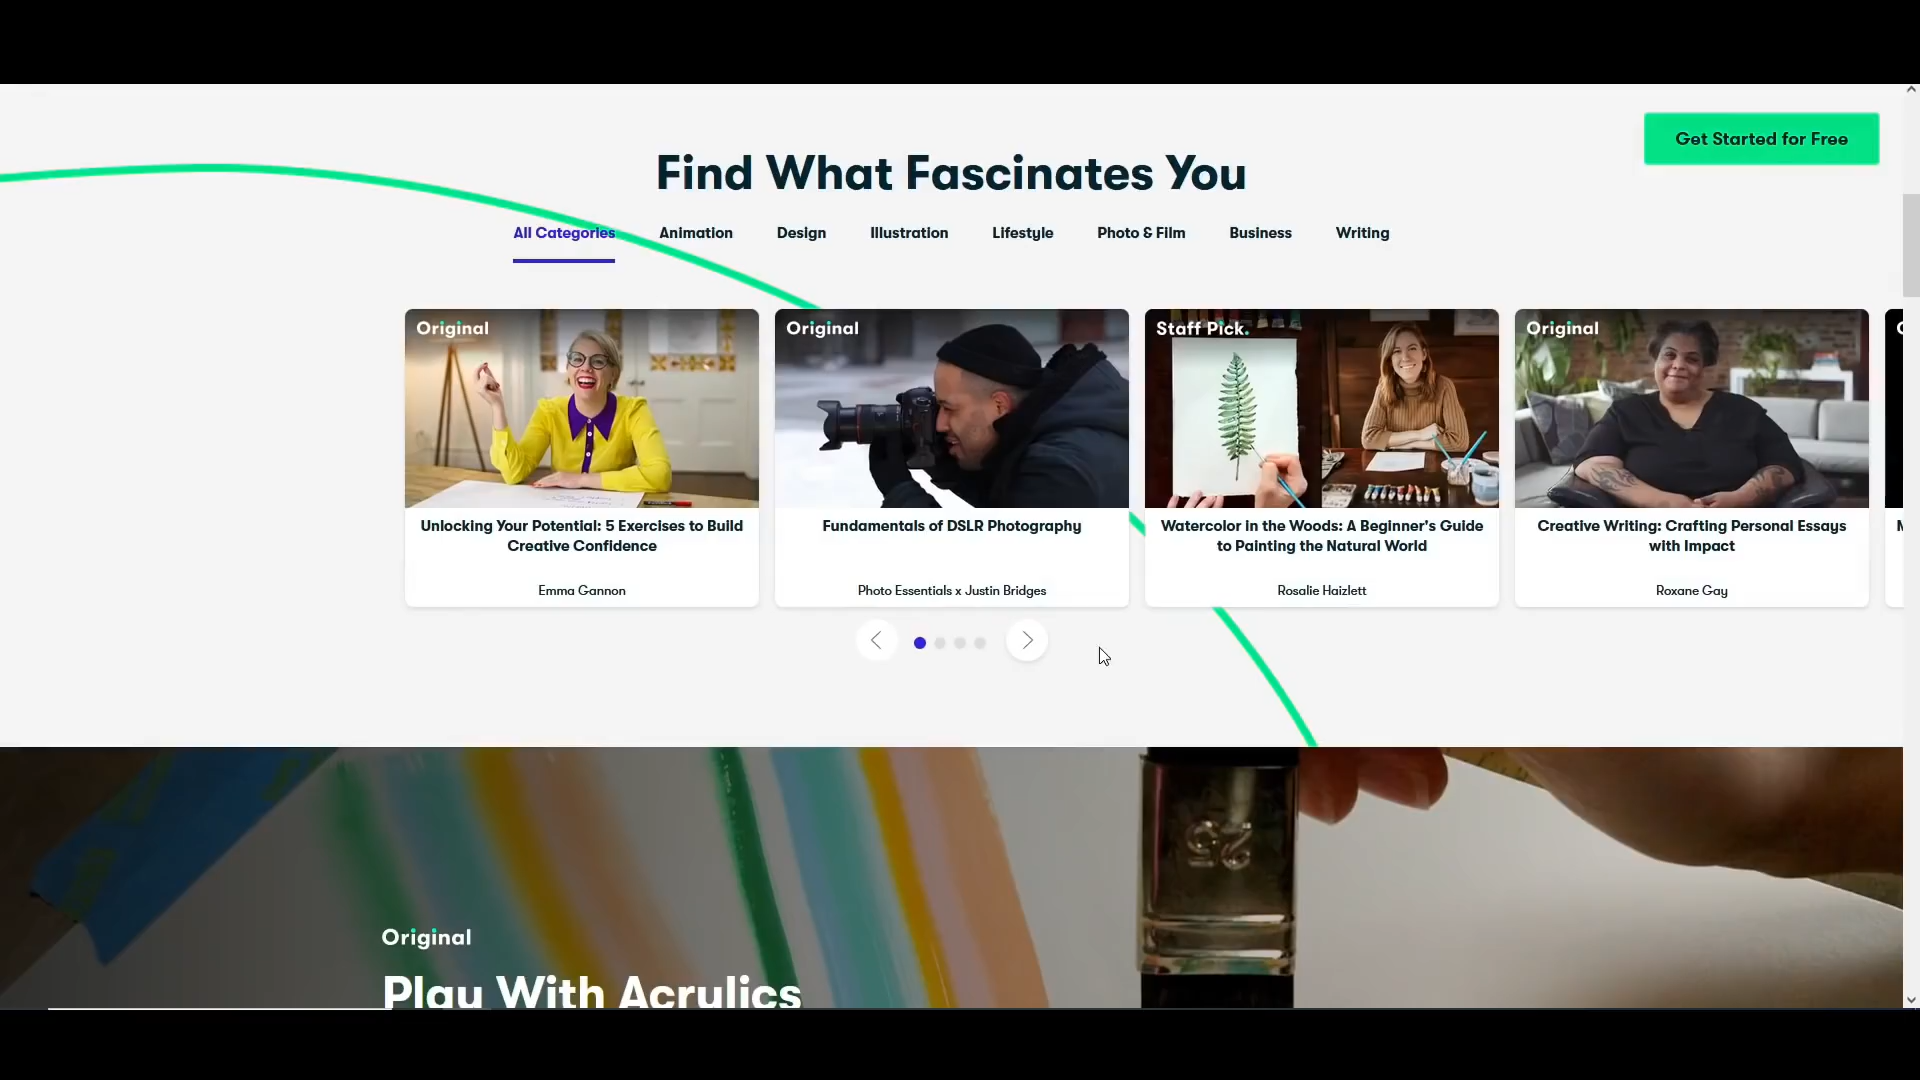 Get Started for Free
Find What Fascinates You
All Categories Animation Design Illustration Lifestyle Photo & Film Business Writing
Original
Original
Staff Pick.
Original
Unlocking Your Potential: 5 Exercises to Build
Creative Confidence
Emma Gannon
Fundamentals of DSLR Photography
Photo Essentials x Justin Bridges
Watercolor in the Woods: A Beginner's Guide
to Painting the Natural World
Rosalie Haizlett
Creative Writing: Crafting Personal Essays
with Impact
Roxane Gay
25
Original
Play With Acrylics